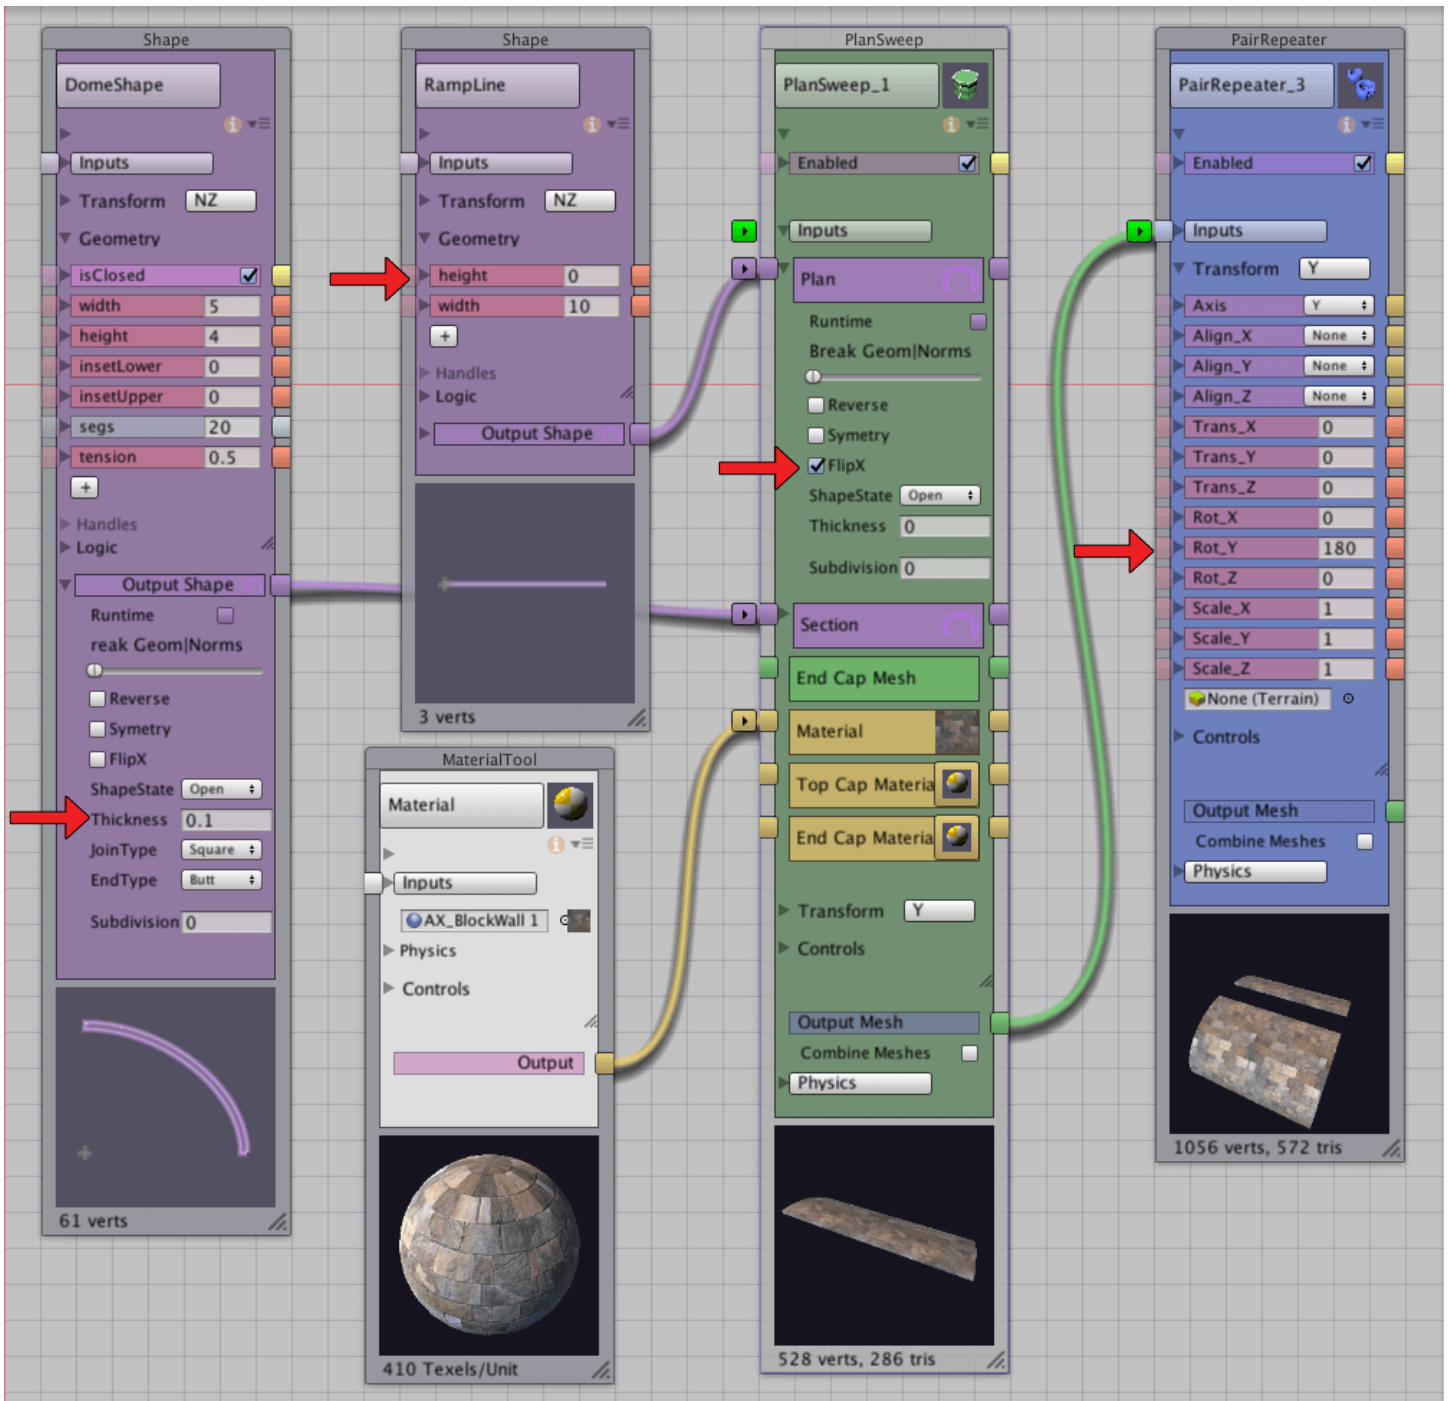 Shape
DomeShape
Inputs
Transform NZ
Geometry
isClosed
width 5
height 4
insetLower 0
insetUpper 0
segs 20
tension 0.5
+
Handles
Logic
Output Shape
Runtime
reak Geom|Norms
Reverse
Symetry
FlipX
ShapeState Open
Thickness 0.1
JoinType Square
EndType Butt
Subdivision 0
61 verts
Shape
RampLine
Inputs
Transform NZ
Geometry
height 0
width 10
+
Handles
Logic
Output Shape
3 verts
MaterialTool
Material
Inputs
AX_BlockWall 1
Physics
Controls
Output
410 Texels/Unit
PlanSweep
PlanSweep_1
Enabled
Inputs
Plan
Runtime
Break Geom|Norms
Reverse
Symetry
FlipX
ShapeState Open
Thickness 0
Subdivision 0
Section
End Cap Mesh
Material
Top Cap Materia
End Cap Materia
Transform Y
Controls
Output Mesh
Combine Meshes
Physics
528 verts, 286 tris
PairRepeater
PairRepeater_3
Enabled
Inputs
Transform Y
Axis Y
Align_X None
Align_Y None
Align_Z None
Trans_X 0
Trans_Y 0
Trans_Z 0
Rot_X 0
Rot_Y 180
Rot_Z 0
Scale_X 1
Scale_Y 1
Scale_Z 1
None (Terrain)
Controls
Output Mesh
Combine Meshes
Physics
1056 verts, 572 tris